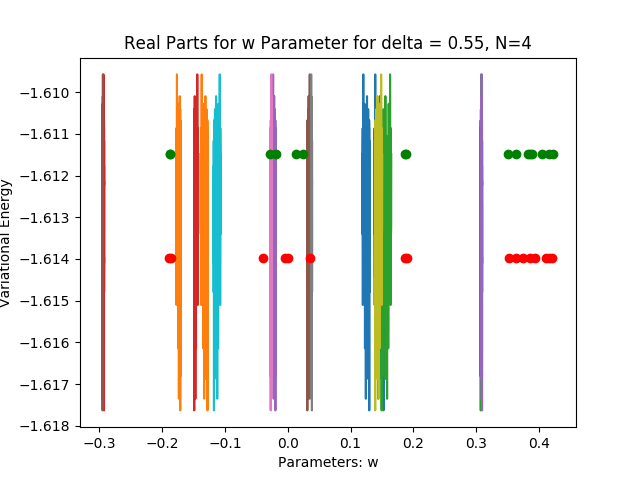 Real Parts for w Parameter for delta = 0.55, N=4
Variational Energy
−1.610
−1.611
−1.612
−1.613
−1.614
−1.615
−1.616
−1.617
−1.618
−0.3 −0.2 −0.1 0.0 0.1 0.2 0.3 0.4
Parameters: w